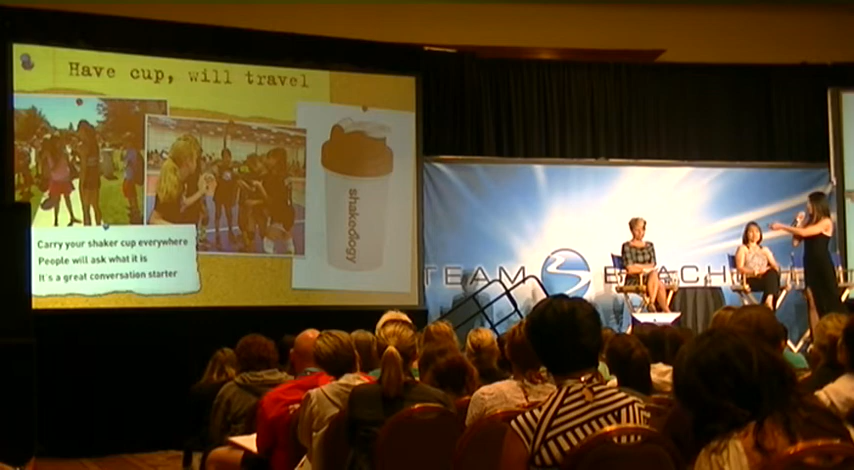 Have cup, will travel
shakeology
Carry your shaker cup everywhere
People will ask what it is
It's a great conversation starter
TEAM